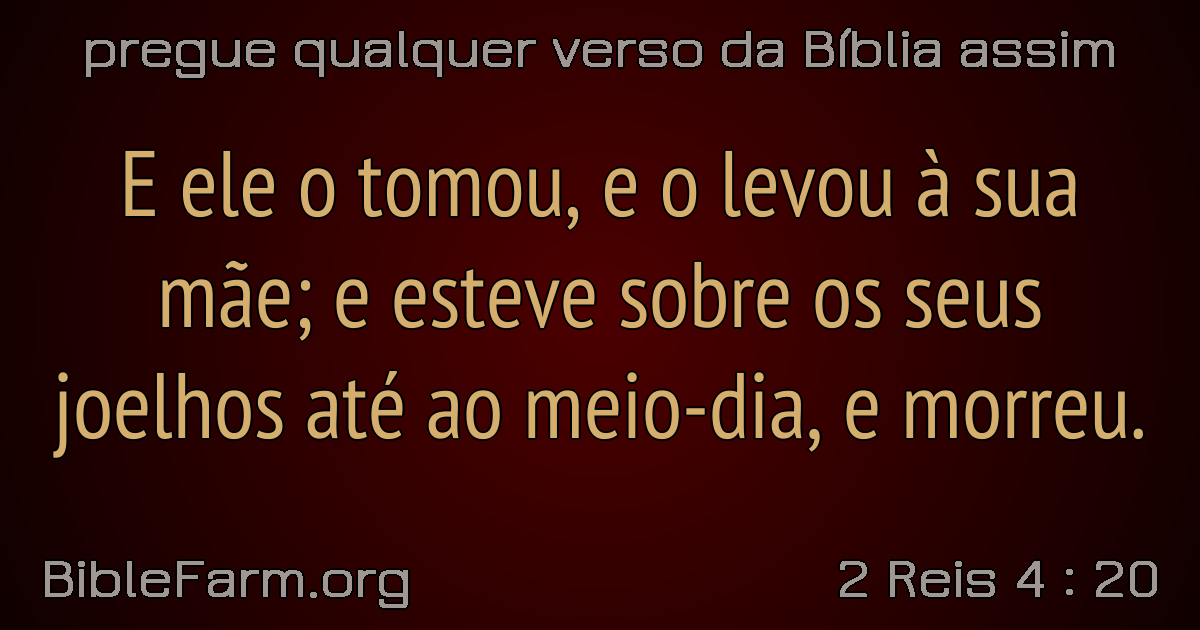 pregue qualquer verso da Bíblia assim
E ele o tomou, e o levou à sua
mãe; e esteve sobre os seus
joelhos até ao meio-dia, e morreu.
BibleFarm.org
2 Reis 4 : 20